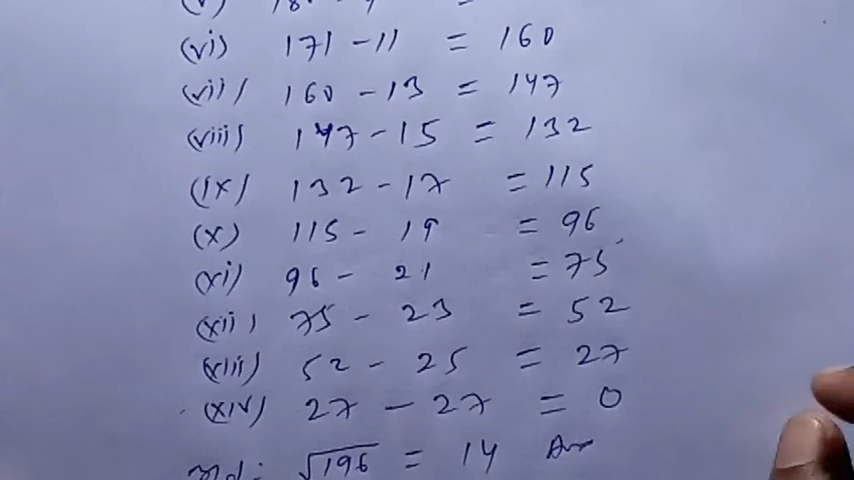 (vi) 171 - 11 = 160
(vii) 160 - 13 = 147
(viii) 147 - 15 = 132
(ix) 132 - 17 = 115
(x) 115 - 19 = 96
(xi) 96 - 21 = 75
(xii) 75 - 23 = 52
(xiii) 52 - 25 = 27
(xiv) 27 - 27 = 0
√196 = 14 Ans